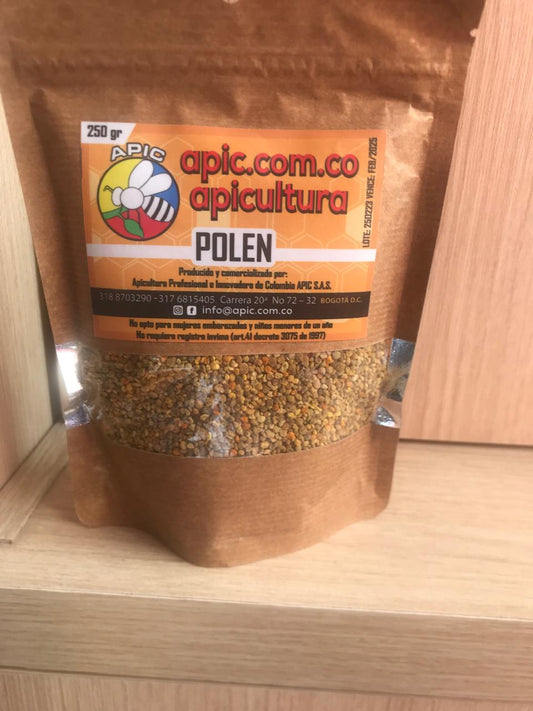 250 gr
APIC
apic.com.co
apicultura
POLEN
Producido y comercializado por:
Apicultura Profesional e Innovadora de Colombia APIC S.A.S.
318 8703290 -317 6815405 Carrera 20ª No 72 – 32 BOGOTÁ D.C.
info@apic.com.co
No apto para mujeres embarazadas y niños menores de un año
No requiere registro invima (art.41 decreto 3075 de 1997)
LOTE: 250223 VENCE: FEB/2025